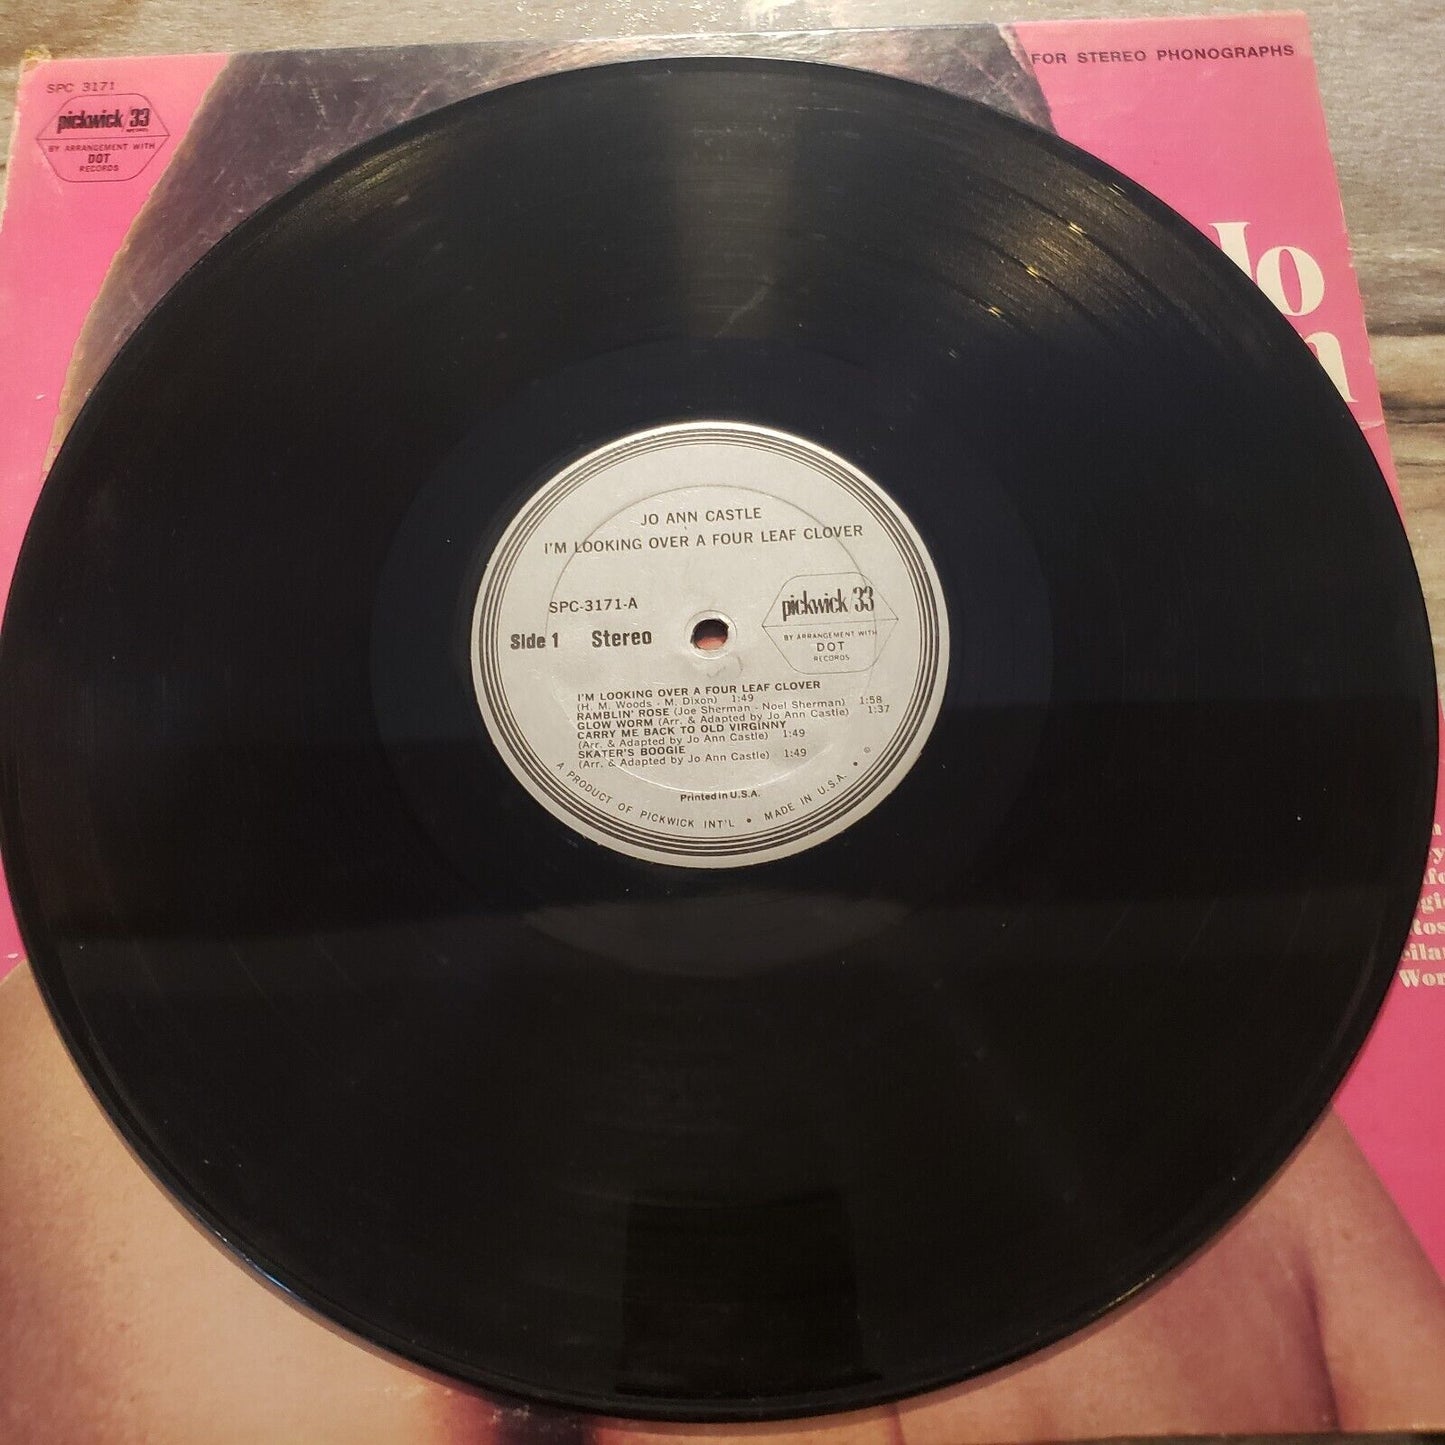 SPC 3171
pickwick/33
RECORDS
BY ARRANGEMENT WITH
DOT
RECORDS
FOR STEREO PHONOGRAPHS
Jo
JO ANN CASTLE
I'M LOOKING OVER A FOUR LEAF CLOVER
SPC-3171-A
Side 1 Stereo
pickwick/33
BY ARRANGEMENT WITH
DOT
RECORDS
I'M LOOKING OVER A FOUR LEAF CLOVER
(H. M. Woods - M. Dixon) 1:49
RAMBLIN' ROSE (Joe Sherman - Noel Sherman) 1:58
GLOW WORM (Arr. & Adapted by Jo Ann Castle) 1:37
CARRY ME BACK TO OLD VIRGINNY
(Arr. & Adapted by Jo Ann Castle) 1:49
SKATER'S BOOGIE
(Arr. & Adapted by Jo Ann Castle) 1:49
Printed in U.S.A.
A PRODUCT OF PICKWICK INT'L • MADE IN U.S.A. • ©